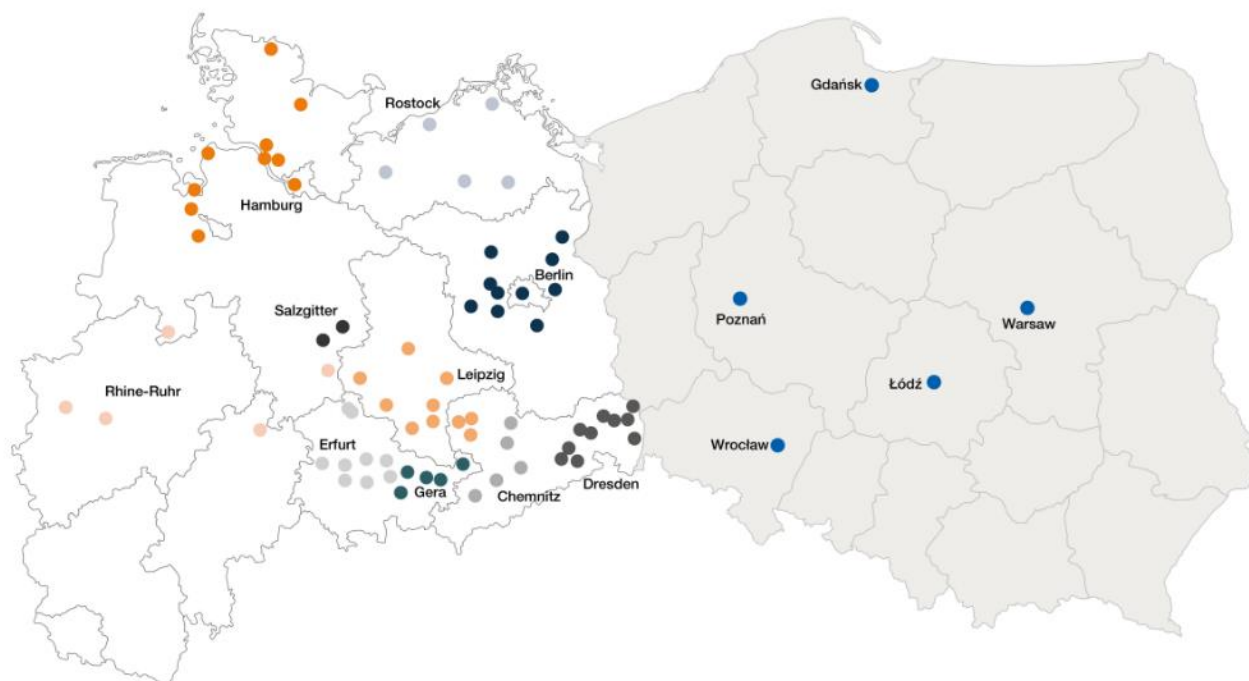 Gdańsk
Rostock
Hamburg
Berlin
Poznań
Salzgitter
Warsaw
Leipzig
Łódź
Rhine-Ruhr
Erfurt
Wrocław
Dresden
Gera
Chemnitz